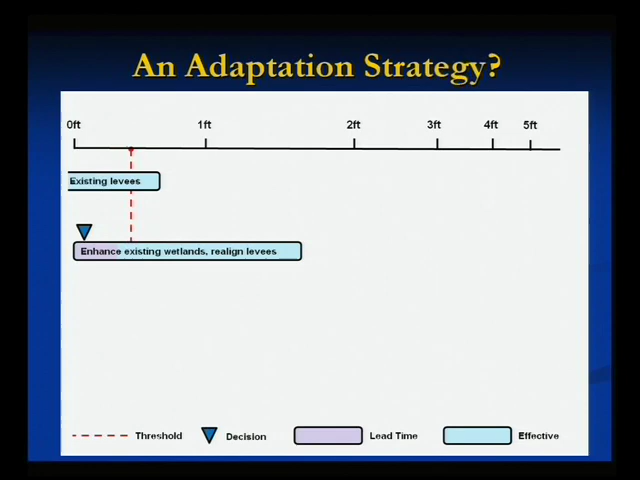 An Adaptation Strategy?
0ft 1ft 2ft 3ft 4ft 5ft
Existing levees
Enhance existing wetlands, realign levees
Threshold Decision Lead Time Effective